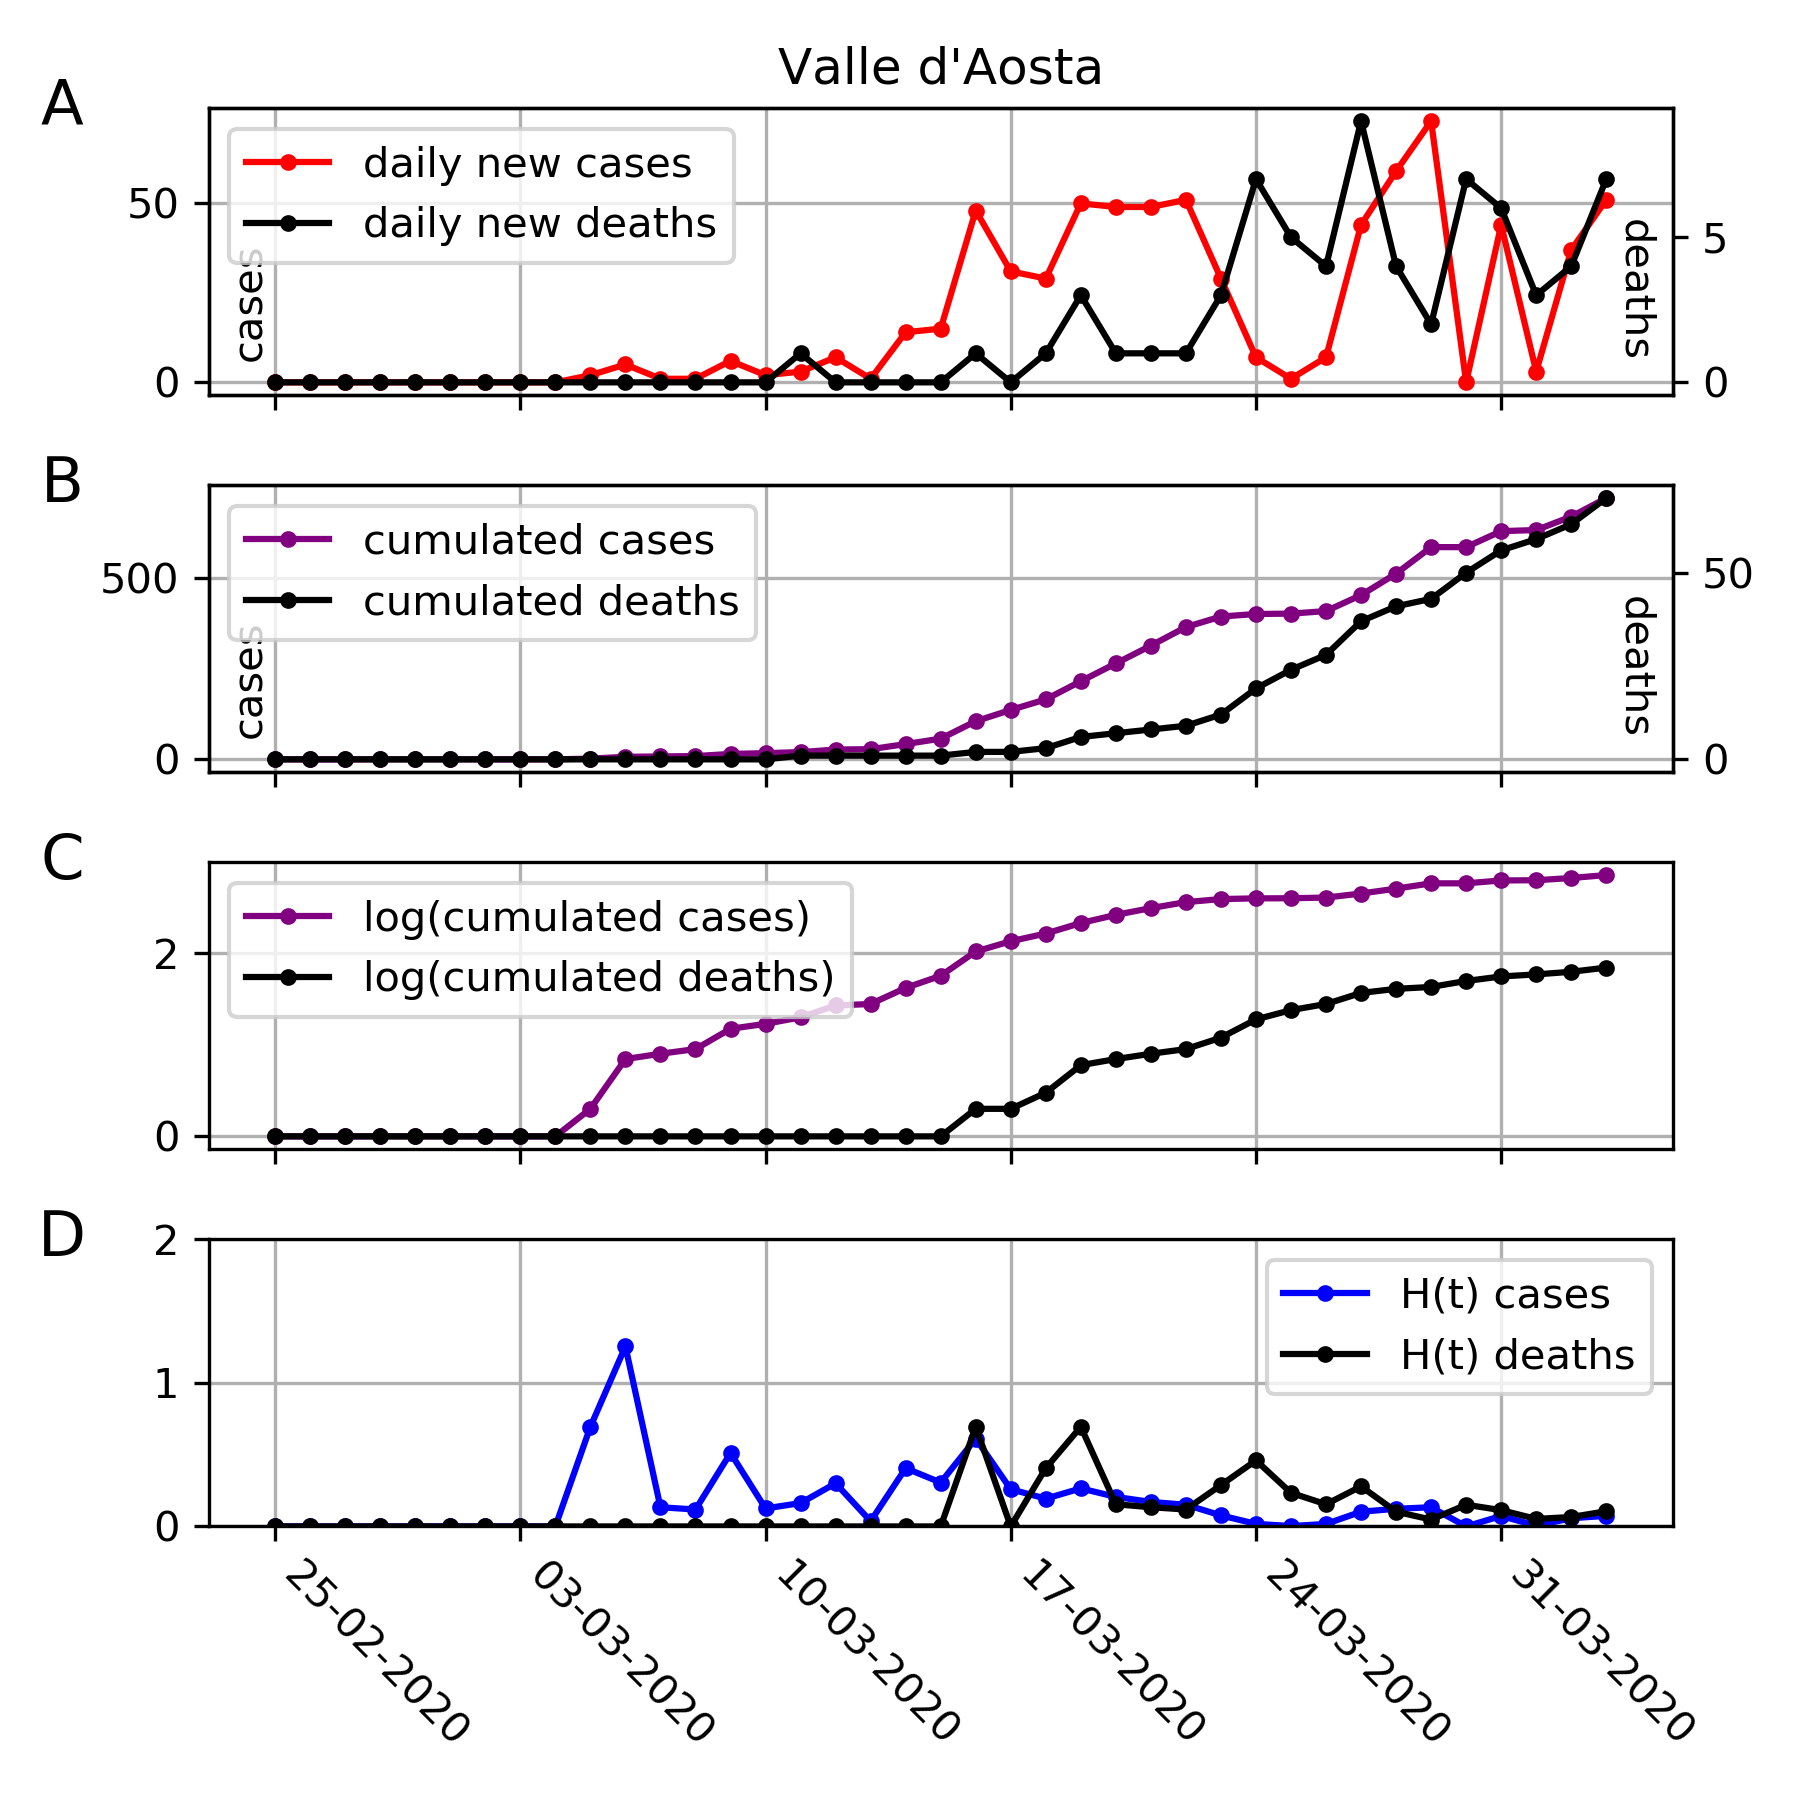 Valle d'Aosta
A
daily new cases
daily new deaths
50
0
cases
5
0
deaths
B
cumulated cases
cumulated deaths
500
0
cases
50
0
deaths
C
log(cumulated cases)
log(cumulated deaths)
2
0
D
2
1
0
H(t) cases
H(t) deaths
25-02-2020
03-03-2020
10-03-2020
17-03-2020
24-03-2020
31-03-2020